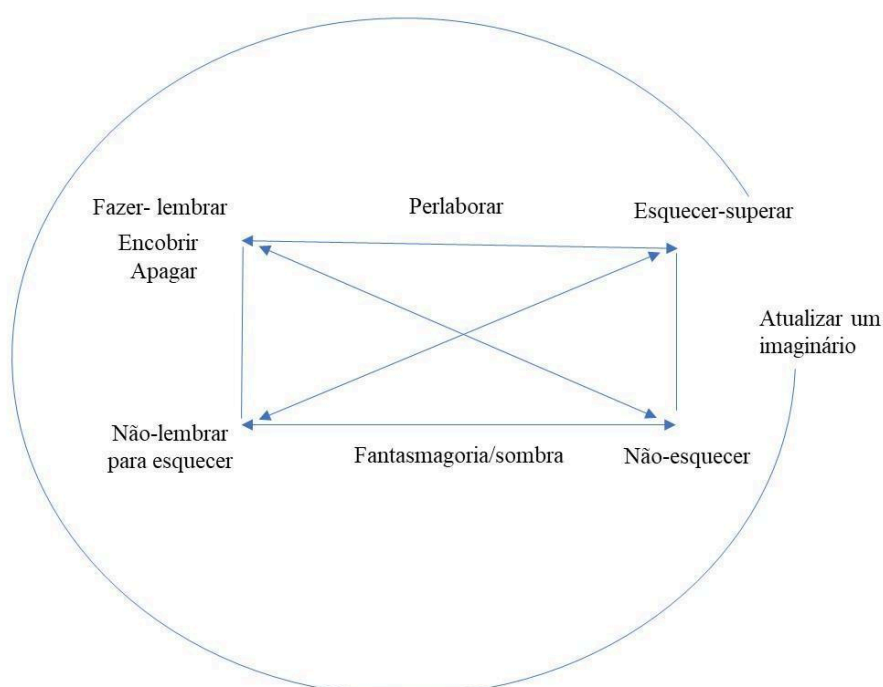 Fazer- lembrar
Encobrir
Apagar
Perlaborar
Esquecer-superar
Atualizar um
imaginário
Não-lembrar
para esquecer
Fantasmagoria/sombra
Não-esquecer